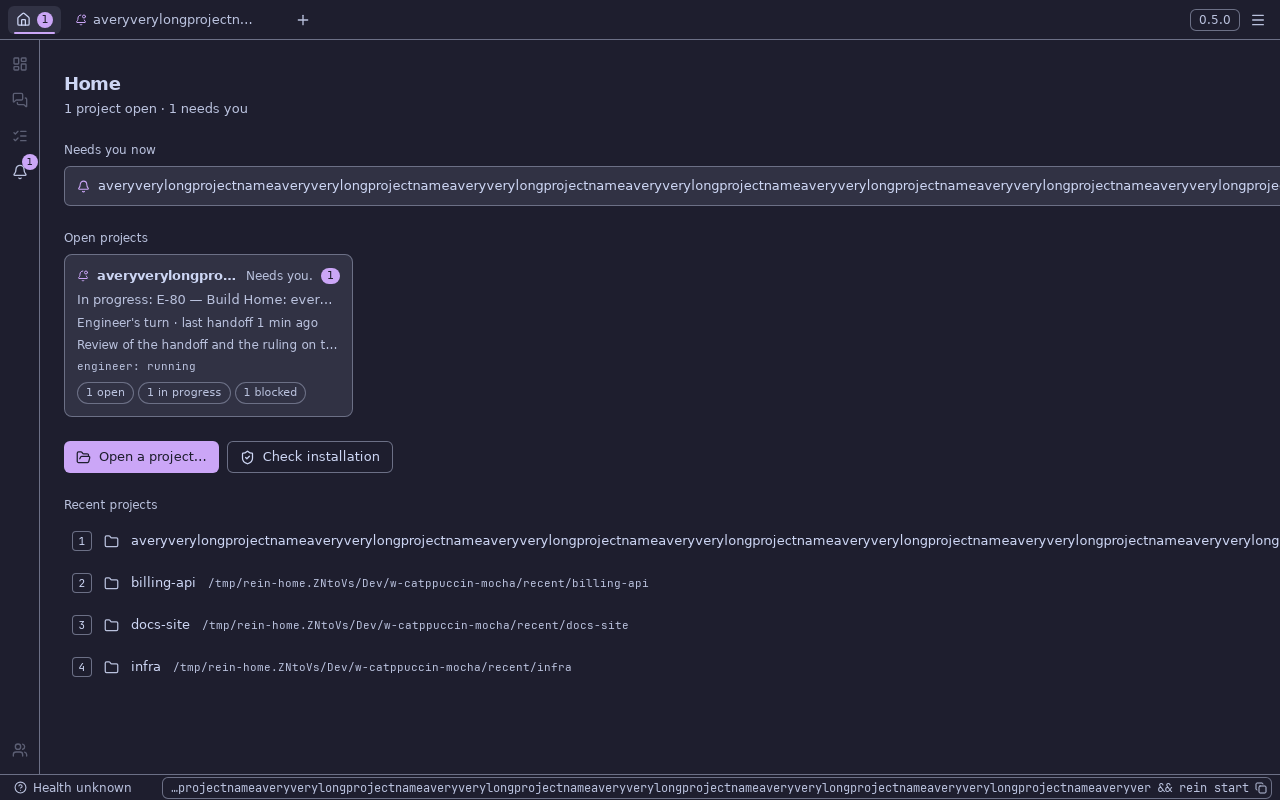 1 averyverylongprojectn… 0.5.0
Home
1 project open · 1 needs you
Needs you now
1
averyverylongprojectnameaveryverylongprojectnameaveryverylongprojectnameaveryverylongprojectnameaveryverylongprojectnameaveryverylongprojectnameaveryverylongproje
Open projects
averyverylongpro… Needs you. 1
In progress: E-80 — Build Home: ever…
Engineer's turn · last handoff 1 min ago
Review of the handoff and the ruling on t…
engineer: running
1 open 1 in progress 1 blocked
Open a project… Check installation
Recent projects
1 averyverylongprojectnameaveryverylongprojectnameaveryverylongprojectnameaveryverylongprojectnameaveryverylongprojectnameaveryverylongprojectnameaveryverylong
2 billing-api /tmp/rein-home.ZNtoVs/Dev/w-catppuccin-mocha/recent/billing-api
3 docs-site /tmp/rein-home.ZNtoVs/Dev/w-catppuccin-mocha/recent/docs-site
4 infra /tmp/rein-home.ZNtoVs/Dev/w-catppuccin-mocha/recent/infra
Health unknown …projectnameaveryverylongprojectnameaveryverylongprojectnameaveryverylongprojectnameaveryverylongprojectnameaveryverylongprojectnameaveryver && rein start